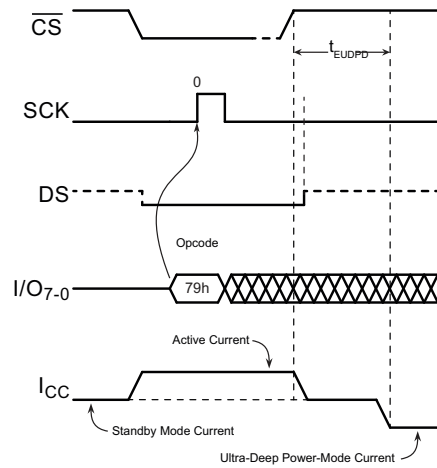 CS
tEUDPD
0
SCK
DS
Opcode
I/O7-0
79h
Active Current
ICC
Standby Mode Current
Ultra-Deep Power-Mode Current